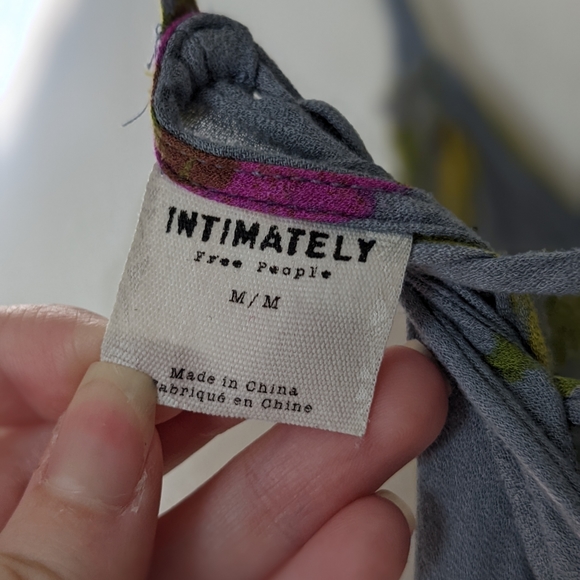 INTIMATELY
Free People
M/M
Made in China
Fabriqué en Chine